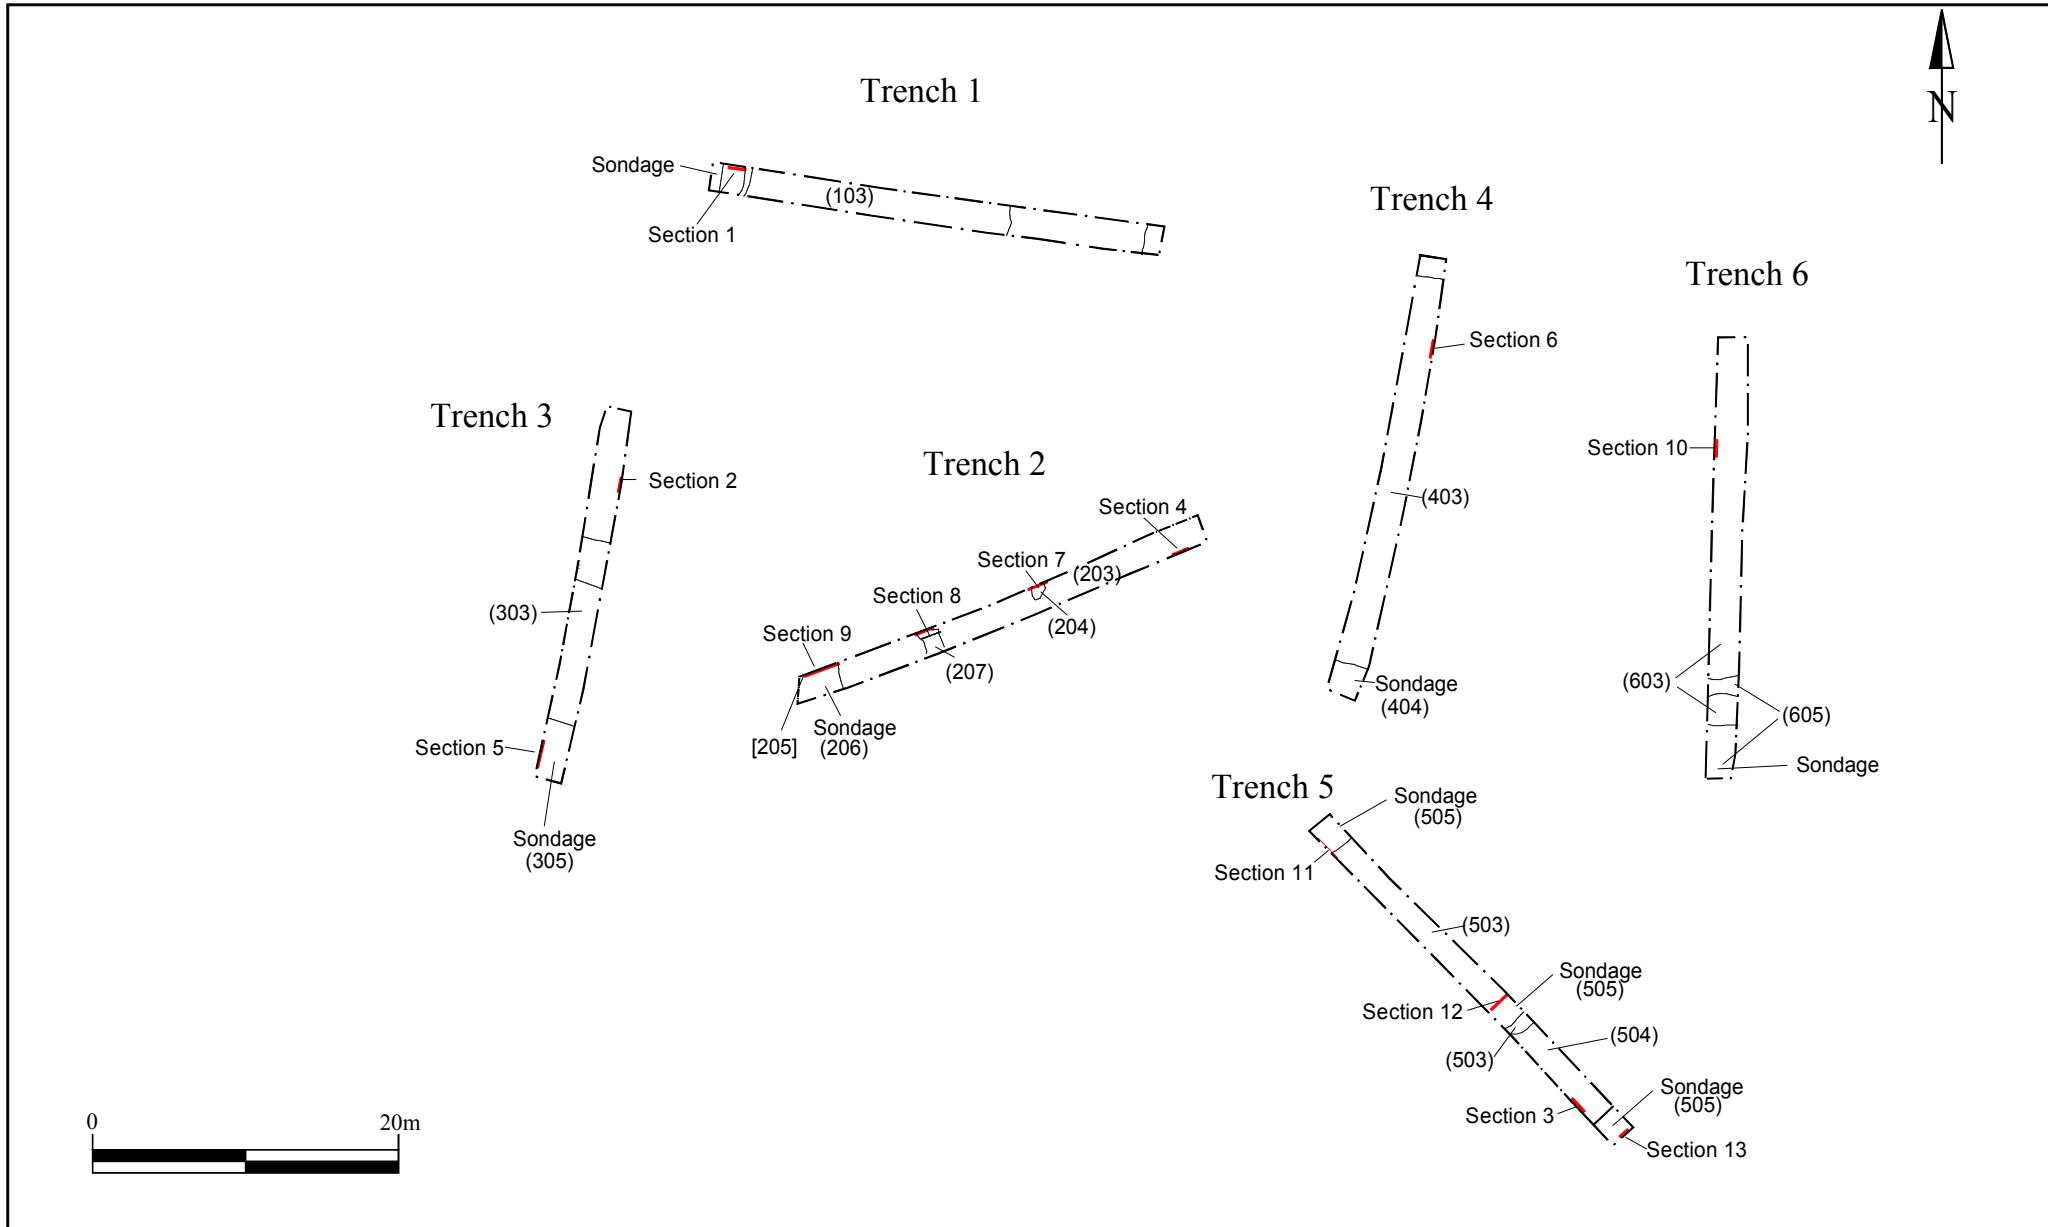 Trench 1
N
Sondage
(103)
Section 1
Trench 4
Trench 6
Section 6
Trench 3
Section 10
Trench 2
Section 2
(403)
Section 4
Section 7
(203)
Section 8
(303)
(204)
Section 9
(207)
(603)
Sondage
(404)
(605)
Sondage
(206)
[205]
Section 5
Sondage
Trench 5
Sondage
(505)
Sondage
(305)
Section 11
(503)
Sondage
(505)
Section 12
(504)
(503)
Sondage
(505)
Section 3
Section 13
0
20m